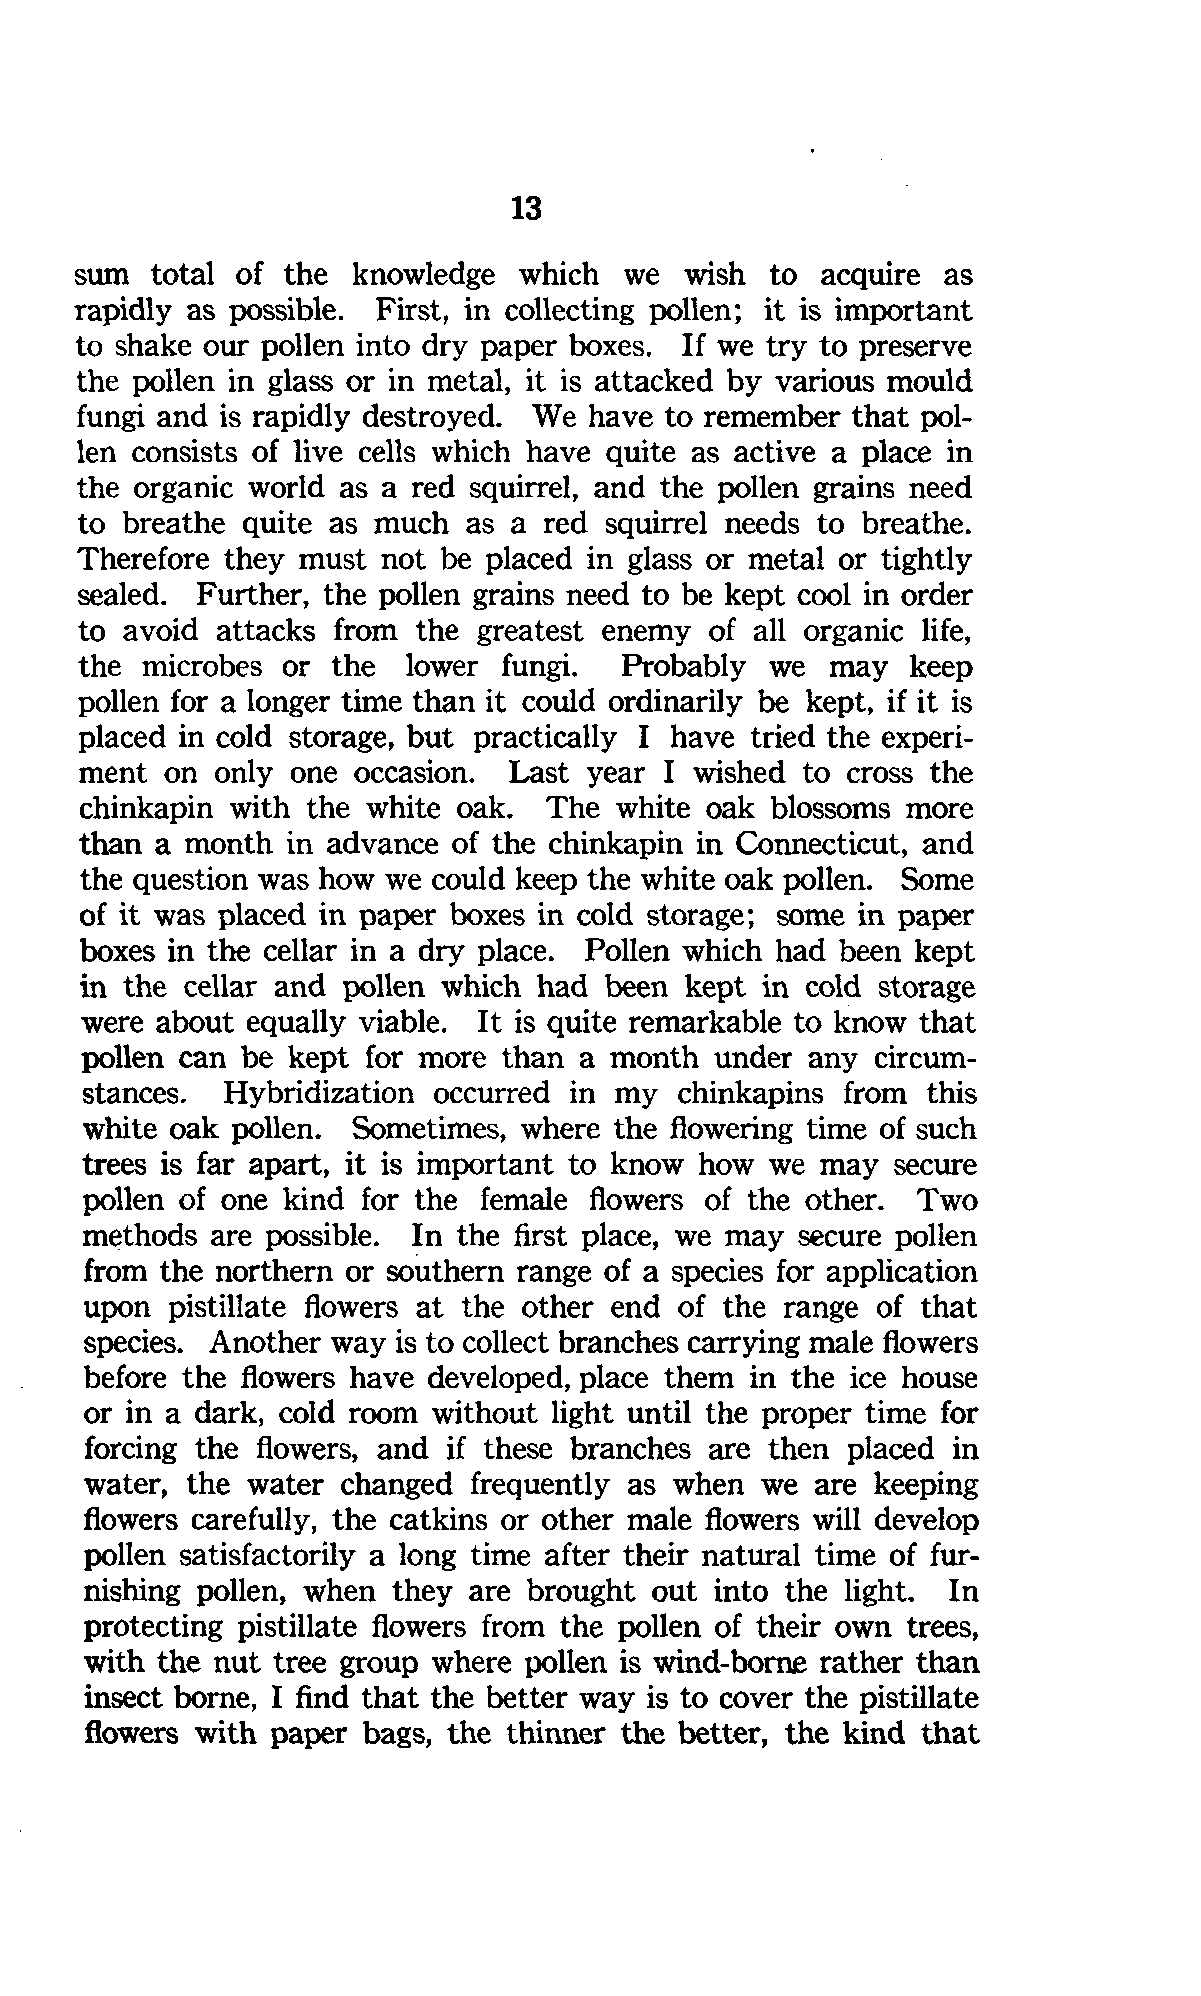 13
sum total of the knowledge which we wish to acquire as
rapidly as possible. First, in collecting pollen; it is important
to shake our pollen into dry paper boxes. If we try to preserve
the pollen in glass or in metal, it is attacked by various mould
fungi and is rapidly destroyed. We have to remember that pol-
len consists of live cells which have quite as active a place in
the organic world as a red squirrel, and the pollen grains need
to breathe quite as much as a red squirrel needs to breathe.
Therefore they must not be placed in glass or metal or tightly
sealed. Further, the pollen grains need to be kept cool in order
to avoid attacks from the greatest enemy of all organic life,
the microbes or the lower fungi. Probably we may keep
pollen for a longer time than it could ordinarily be kept, if it is
placed in cold storage, but practically I have tried the experi-
ment on only one occasion. Last year I wished to cross the
chinkapin with the white oak. The white oak blossoms more
than a month in advance of the chinkapin in Connecticut, and
the question was how we could keep the white oak pollen. Some
of it was placed in paper boxes in cold storage; some in paper
boxes in the cellar in a dry place. Pollen which had been kept
in the cellar and pollen which had been kept in cold storage
were about equally viable. It is quite remarkable to know that
pollen can be kept for more than a month under any circum-
stances. Hybridization occurred in my chinkapins from this
white oak pollen. Sometimes, where the flowering time of such
trees is far apart, it is important to know how we may secure
pollen of one kind for the female flowers of the other. Two
methods are possible. In the first place, we may secure pollen
from the northern or southern range of a species for application
upon pistillate flowers at the other end of the range of that
species. Another way is to collect branches carrying male flowers
before the flowers have developed, place them in the ice house
or in a dark, cold room without light until the proper time for
forcing the flowers, and if these branches are then placed in
water, the water changed frequently as when we are keeping
flowers carefully, the catkins or other male flowers will develop
pollen satisfactorily a long time after their natural time of fur-
nishing pollen, when they are brought out into the light. In
protecting pistillate flowers from the pollen of their own trees,
with the nut tree group where pollen is wind-borne rather than
insect borne, I find that the better way is to cover the pistillate
flowers with paper bags, the thinner the better, the kind that